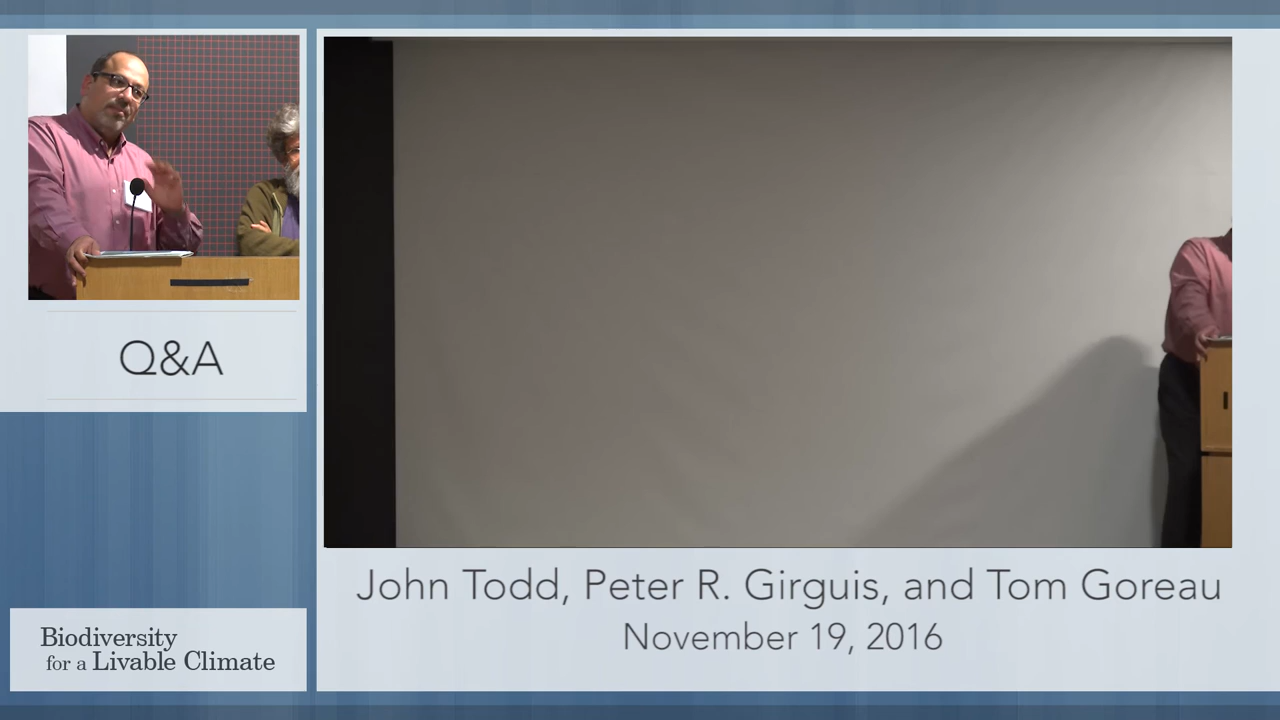 Q&A
John Todd, Peter R. Girguis, and Tom Goreau
November 19, 2016
Biodiversity
for a Livable Climate